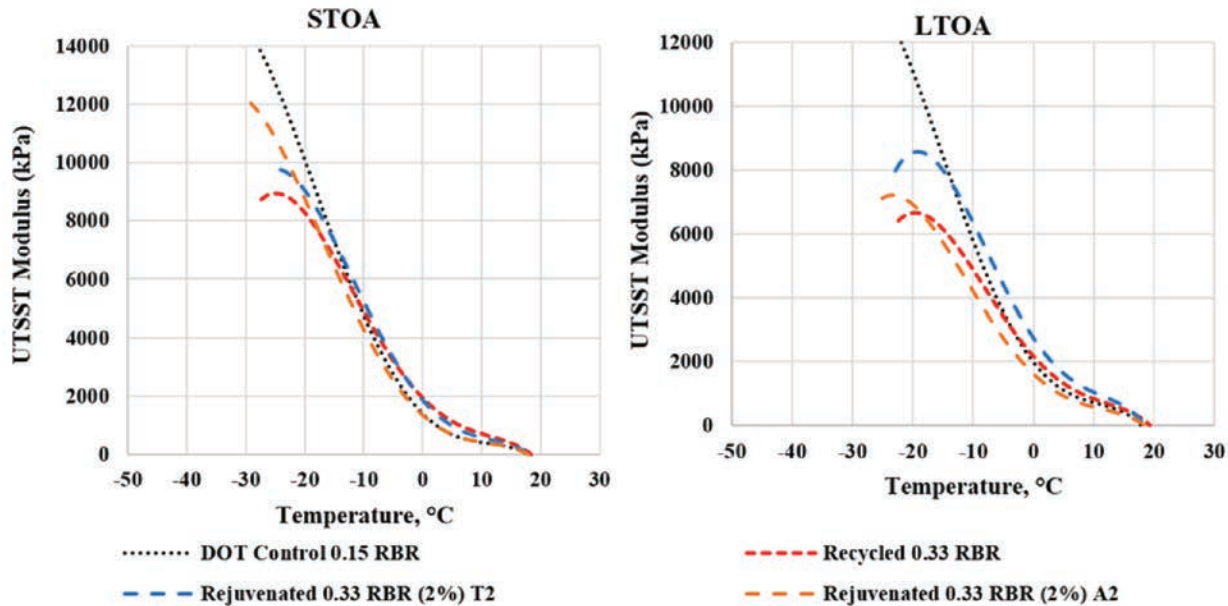 STOA
14000
12000
10000
8000
6000
4000
2000
0
-50 -40 -30 -20 -10 0 10 20 30
UTSST Modulus (kPa)
Temperature, °C
LTOA
12000
10000
8000
6000
4000
2000
0
-50 -40 -30 -20 -10 0 10 20 30
UTSST Modulus (kPa)
Temperature, °C
DOT Control 0.15 RBR
Recycled 0.33 RBR
Rejuvenated 0.33 RBR (2%) T2
Rejuvenated 0.33 RBR (2%) A2